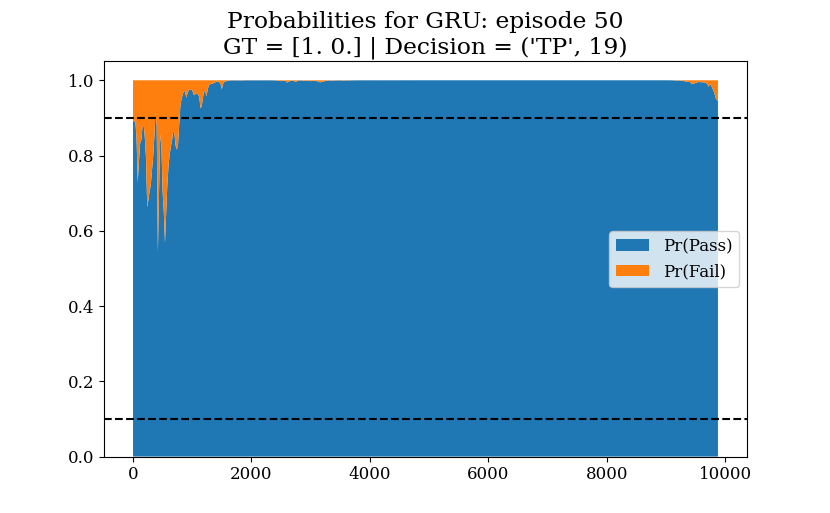 Probabilities for GRU: episode 50
GT = [1. 0.] | Decision = ('TP', 19)
1.0
0.8
0.6
0.4
0.2
0.0
Pr(Pass)
Pr(Fail)
0 2000 4000 6000 8000 10000